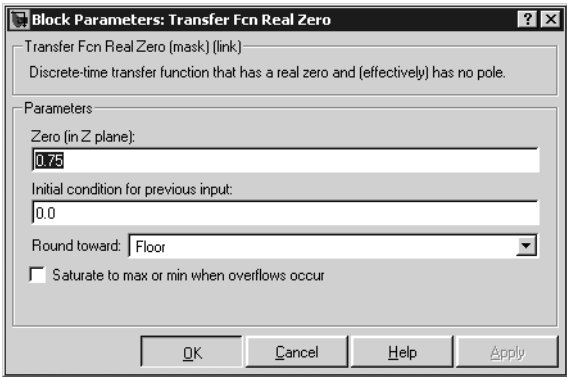 Block Parameters: Transfer Fcn Real Zero
Transfer Fcn Real Zero (mask) (link)
Discrete-time transfer function that has a real zero and (effectively) has no pole.
Parameters
Zero (in Z plane):
0.75
Initial condition for previous input:
0.0
Round toward: Floor
Saturate to max or min when overflows occur
OK Cancel Help Apply